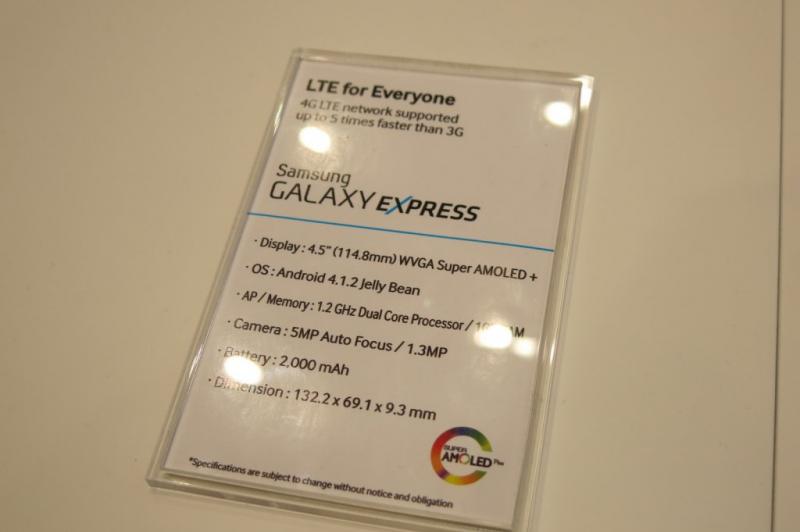 LTE for Everyone
4G LTE network supported
up to 5 times faster than 3G
Samsung
GALAXY EXPRESS
· Display : 4.5" (114.8mm) WVGA Super AMOLED +
· OS : Android 4.1.2 Jelly Bean
· AP / Memory : 1.2 GHz Dual Core Processor /
· Camera : 5MP Auto Focus / 1.3MP
· Battery : 2,000 mAh
· Dimension : 132.2 x 69.1 x 9.3 mm
SUPER
AMOLED Plus
*Specifications are subject to change without notice and obligation